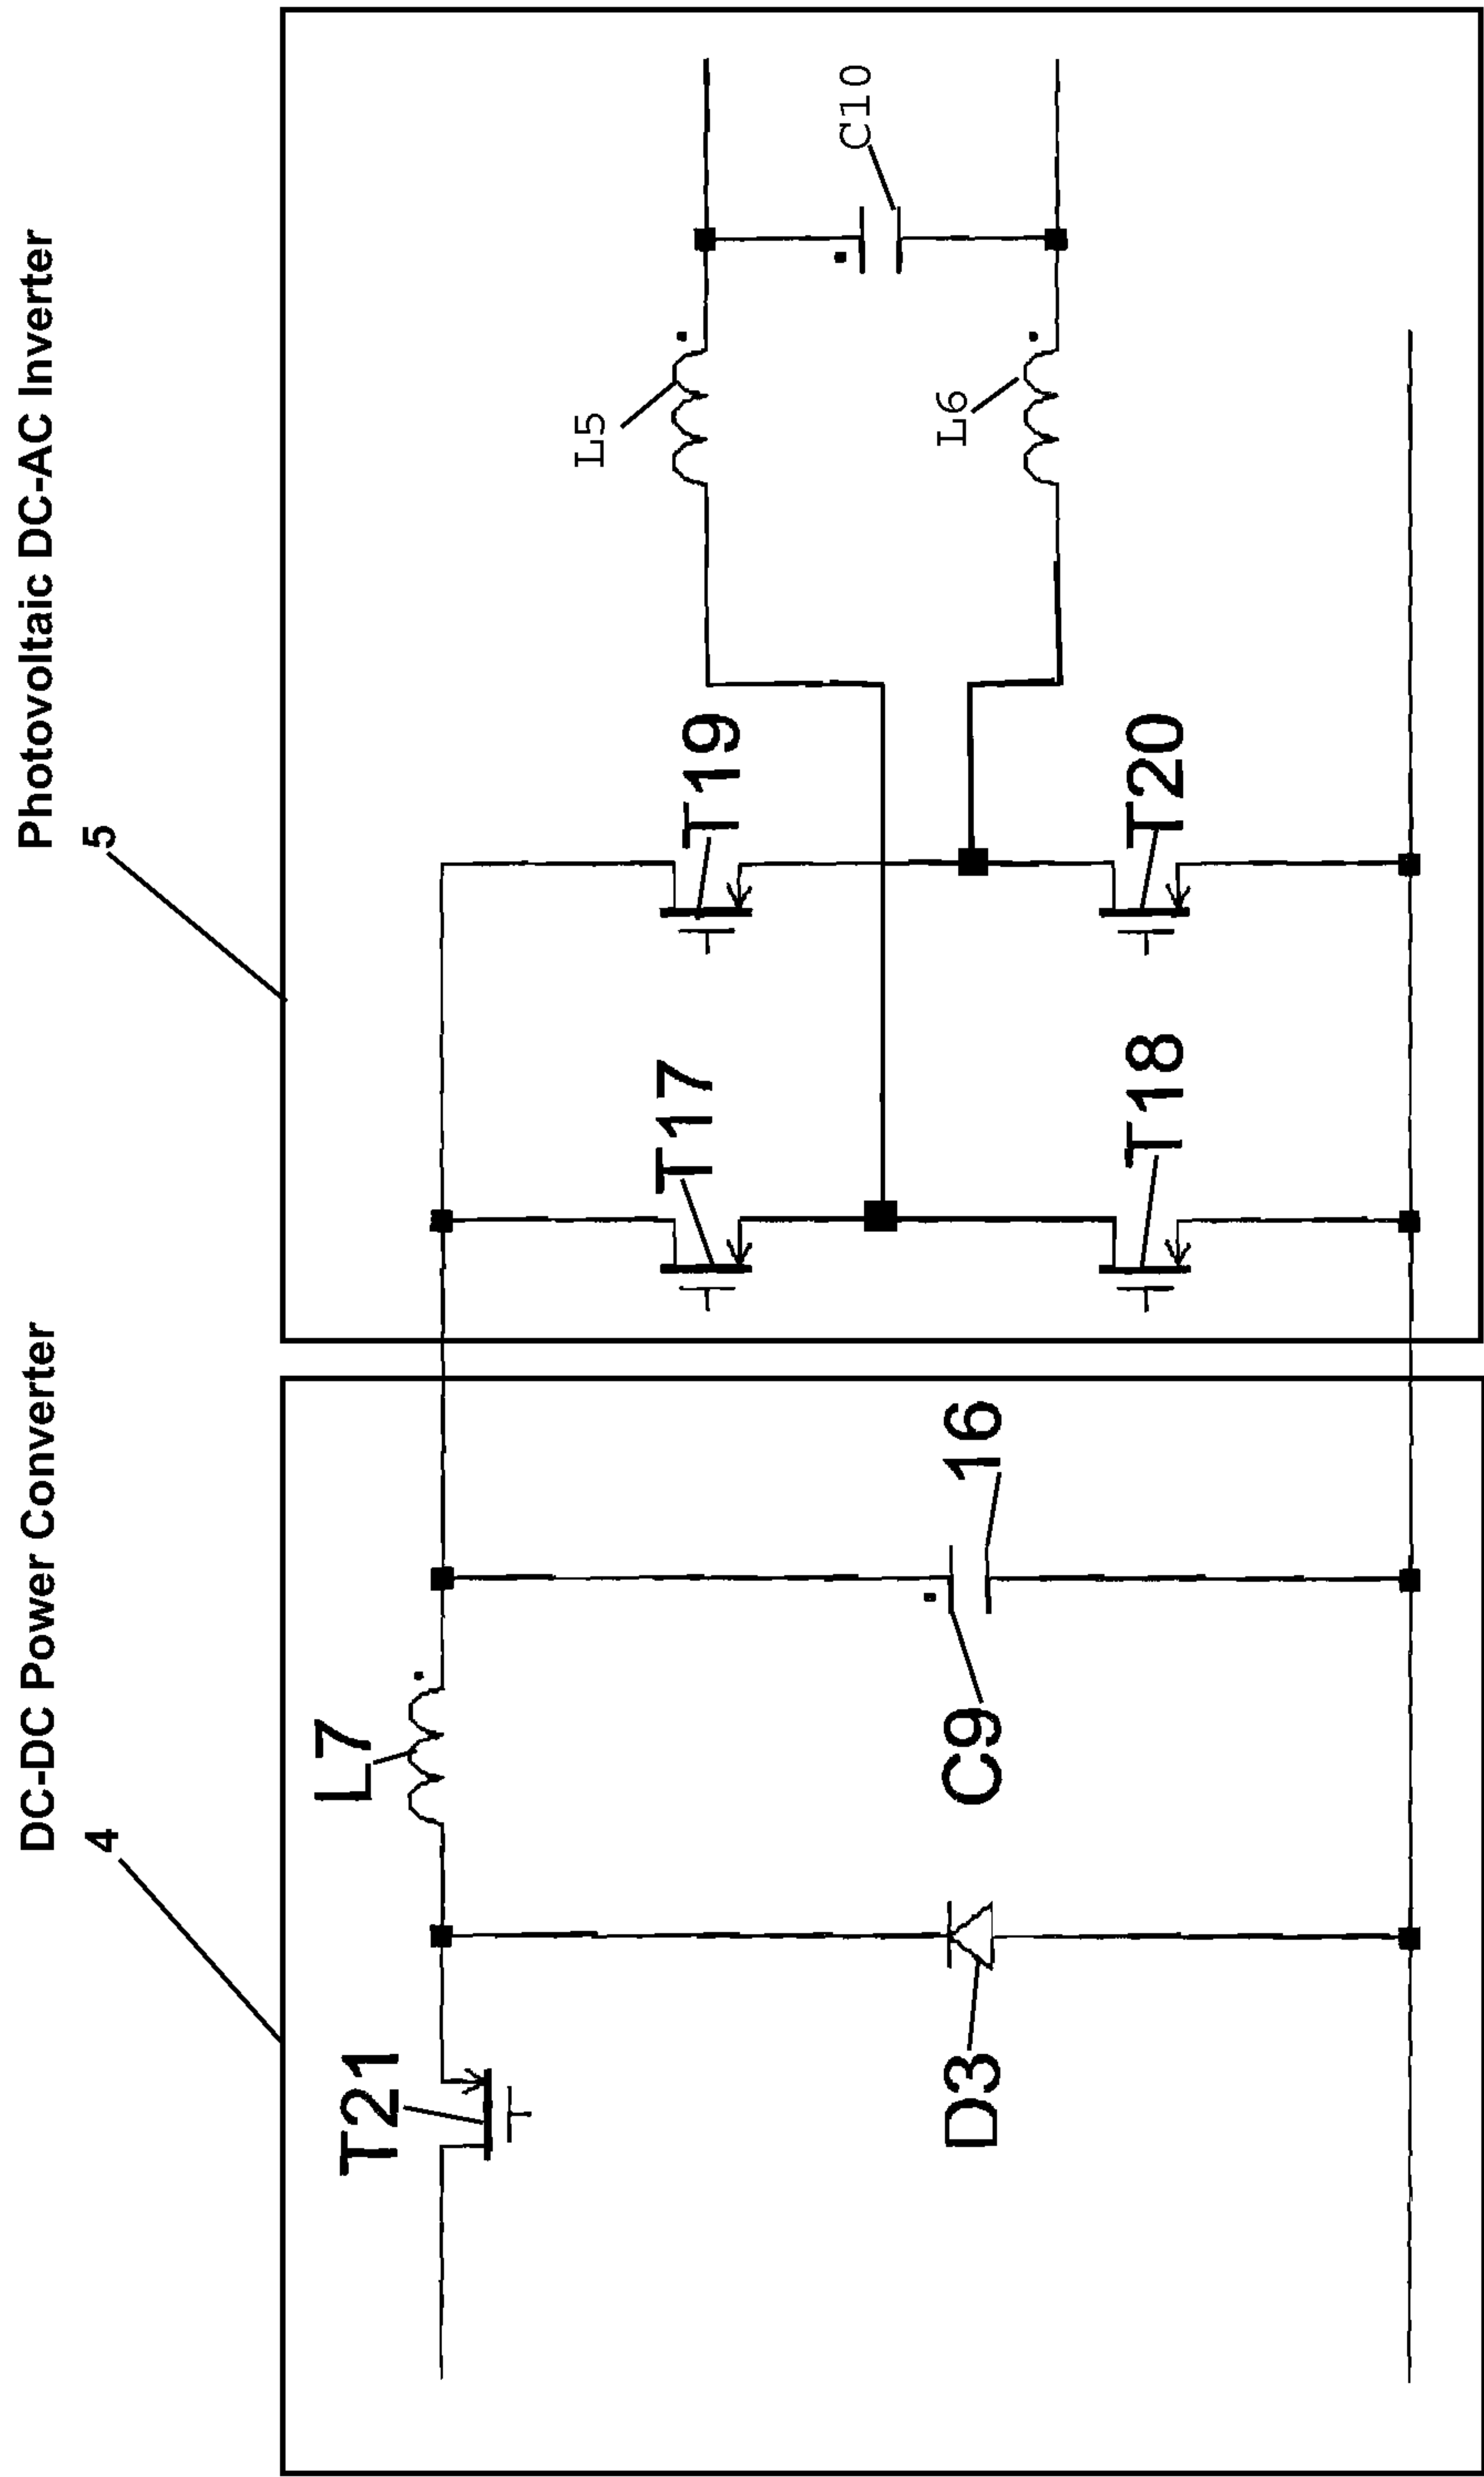 DC-DC Power Converter
4
Photovoltaic DC-AC Inverter
5
T21
L7
D3
C9
16
T17
T19
T18
T20
L5
L6
C10